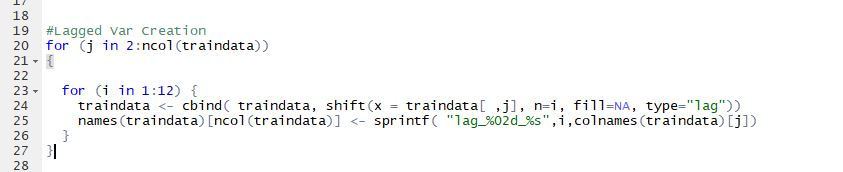 17
18
19 #Lagged Var Creation
20 for (j in 2:ncol(traindata))
21 {
22
23 for (i in 1:12) {
24 traindata <- cbind( traindata, shift(x = traindata[ ,j], n=i, fill=NA, type="lag"))
25 names(traindata)[ncol(traindata)] <- sprintf( "lag_%02d_%s",i,colnames(traindata)[j])
26 }
27 }
28